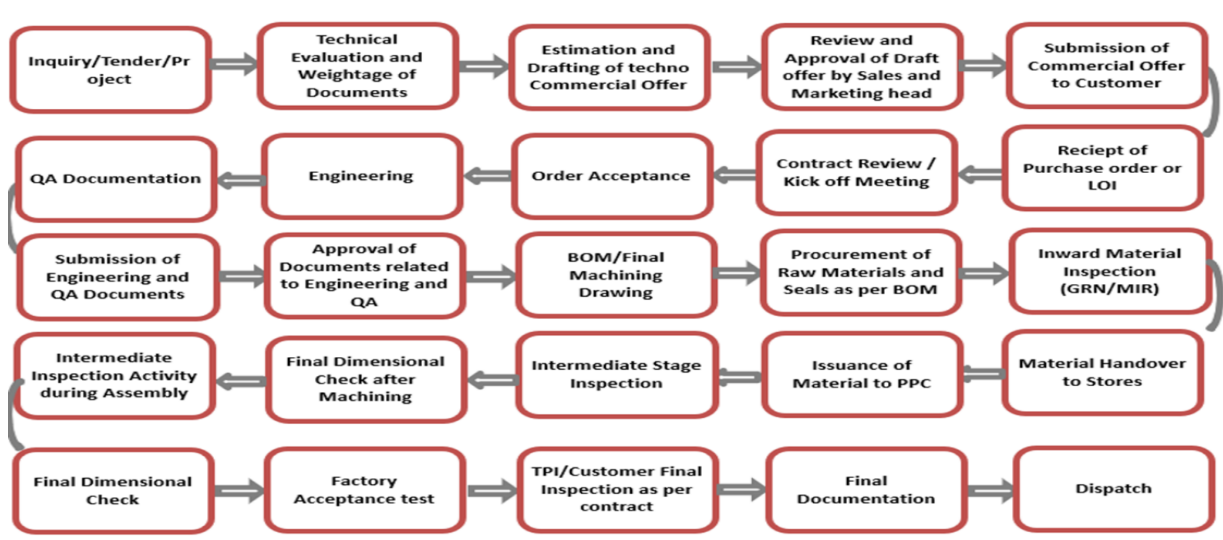 Inquiry/Tender/Pr
oject
Technical
Evaluation and
Weightage of
Documents
Estimation and
Drafting of techno
Commercial Offer
Review and
Approval of Draft
offer by Sales and
Marketing head
Submission of
Commercial Offer
to Customer
Reciept of
Purchase order or
LOI
Contract Review /
Kick off Meeting
Order Acceptance
Engineering
QA Documentation
Submission of
Engineering and
QA Documents
Approval of
Documents related
to Engineering and
QA
BOM/Final
Machining
Drawing
Procurement of
Raw Materials and
Seals as per BOM
Inward Material
Inspection
(GRN/MIR)
Material Handover
to Stores
Issuance of
Material to PPC
Intermediate Stage
Inspection
Final Dimensional
Check after
Machining
Intermediate
Inspection Activity
during Assembly
Final Dimensional
Check
Factory
Acceptance test
TPI/Customer Final
Inspection as per
contract
Final
Documentation
Dispatch